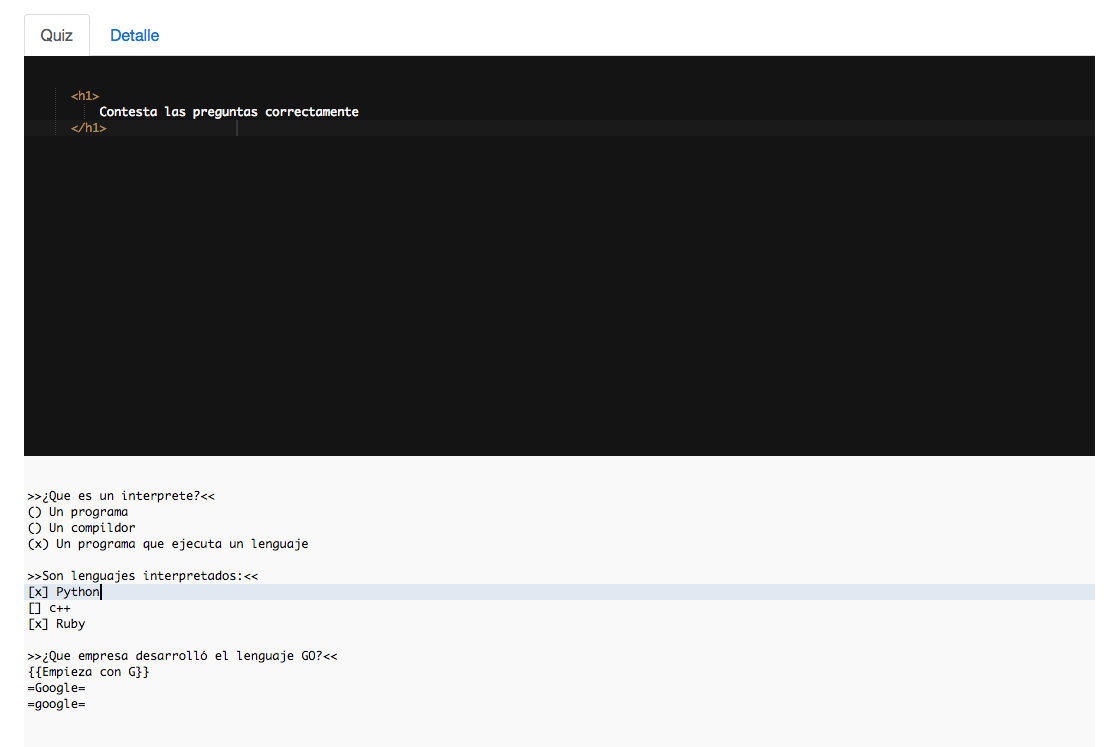 Quiz
Detalle
<h1>
Contesta las preguntas correctamente
</h1>
>>¿Que es un interprete?<<
() Un programa
() Un compildor
(x) Un programa que ejecuta un lenguaje
>>Son lenguajes interpretados:<<
[x] Python
[] c++
[x] Ruby
>>¿Que empresa desarrolló el lenguaje GO?<<
{{Empieza con G}}
=Google=
=google=